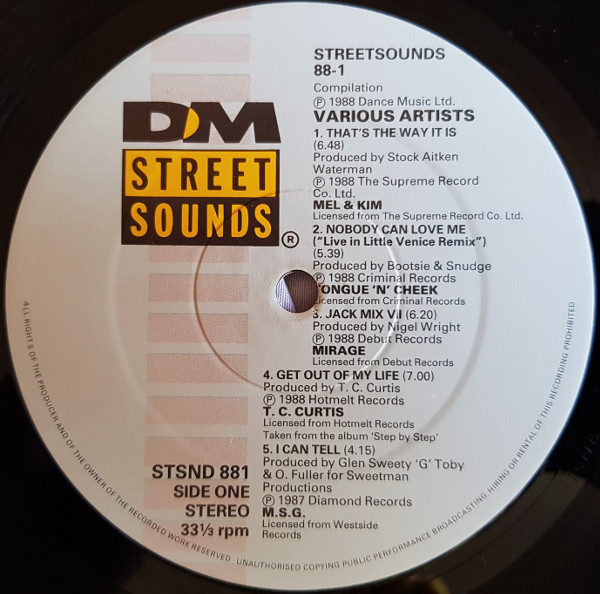 DM
STREET
SOUNDS
®
STREETSOUNDS
88-1
Compilation
℗ 1988 Dance Music Ltd.
VARIOUS ARTISTS
1. THAT'S THE WAY IT IS
(6.48)
Produced by Stock Aitken
Waterman
℗ 1988 The Supreme Record
Co. Ltd.
MEL & KIM
Licensed from The Supreme Record Co. Ltd.
2. NOBODY CAN LOVE ME
("Live in Little Venice Remix")
(5.39)
Produced by Bootsie & Snudge
℗ 1988 Criminal Records
TONGUE 'N' CHEEK
Licensed from Criminal Records
3. JACK MIX VII (6.20)
Produced by Nigel Wright
℗ 1988 Debut Records
MIRAGE
Licensed from Debut Records
4. GET OUT OF MY LIFE (7.00)
Produced by T. C. Curtis
℗ 1988 Hotmelt Records
T. C. CURTIS
Licensed from Hotmelt Records
Taken from the album 'Step by Step'
5. I CAN TELL (4.15)
Produced by Glen Sweety 'G' Toby
& O. Fuller for Sweetman
Productions
℗ 1987 Diamond Records
M.S.G.
Licensed from Westside
Records
STSND 881
SIDE ONE
STEREO
33⅓ rpm
ALL RIGHTS OF THE PRODUCER AND OF THE OWNER OF THE RECORDED WORK RESERVED · UNAUTHORISED COPYING PUBLIC PERFORMANCE BROADCASTING, HIRING OR RENTAL OF THIS RECORDING PROHIBITED